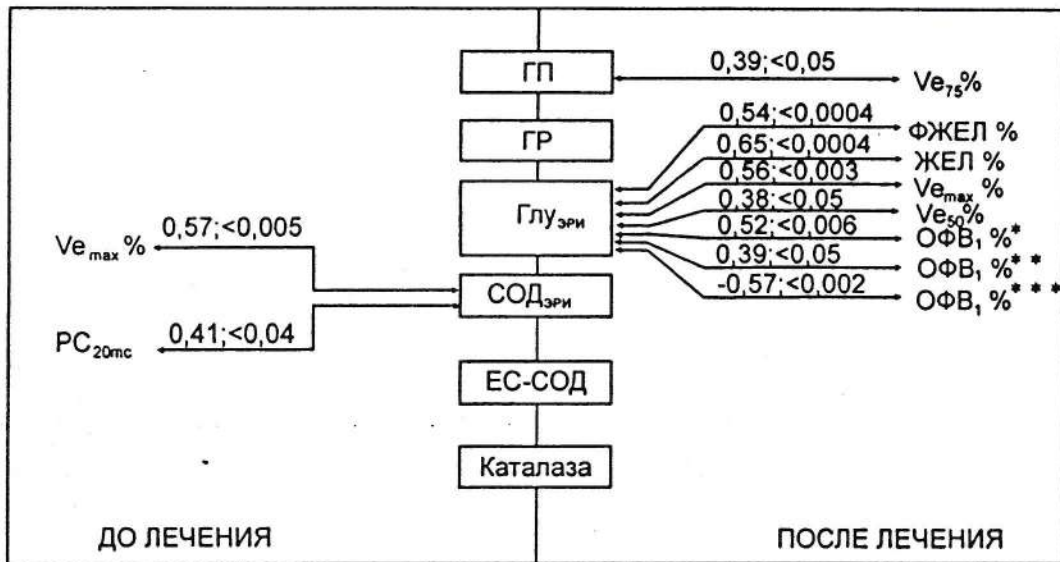 ГП
ГР
Глуэри
СОДэри
ЕС-СОД
Каталаза
0,57;<0,005
Ve max %
0,41;<0,04
PC20mc
ДО ЛЕЧЕНИЯ
0,39;<0,05
Ve75%
0,54;<0,0004
ФЖЕЛ %
0,65;<0,0004
ЖЕЛ %
0,56;<0,003
Vemax %
0,38;<0,05
Ve50%
0,52;<0,006
ОФВ1 %*
0,39;<0,05
ОФВ1 %**
-0,57;<0,002
ОФВ1 %***
ПОСЛЕ ЛЕЧЕНИЯ